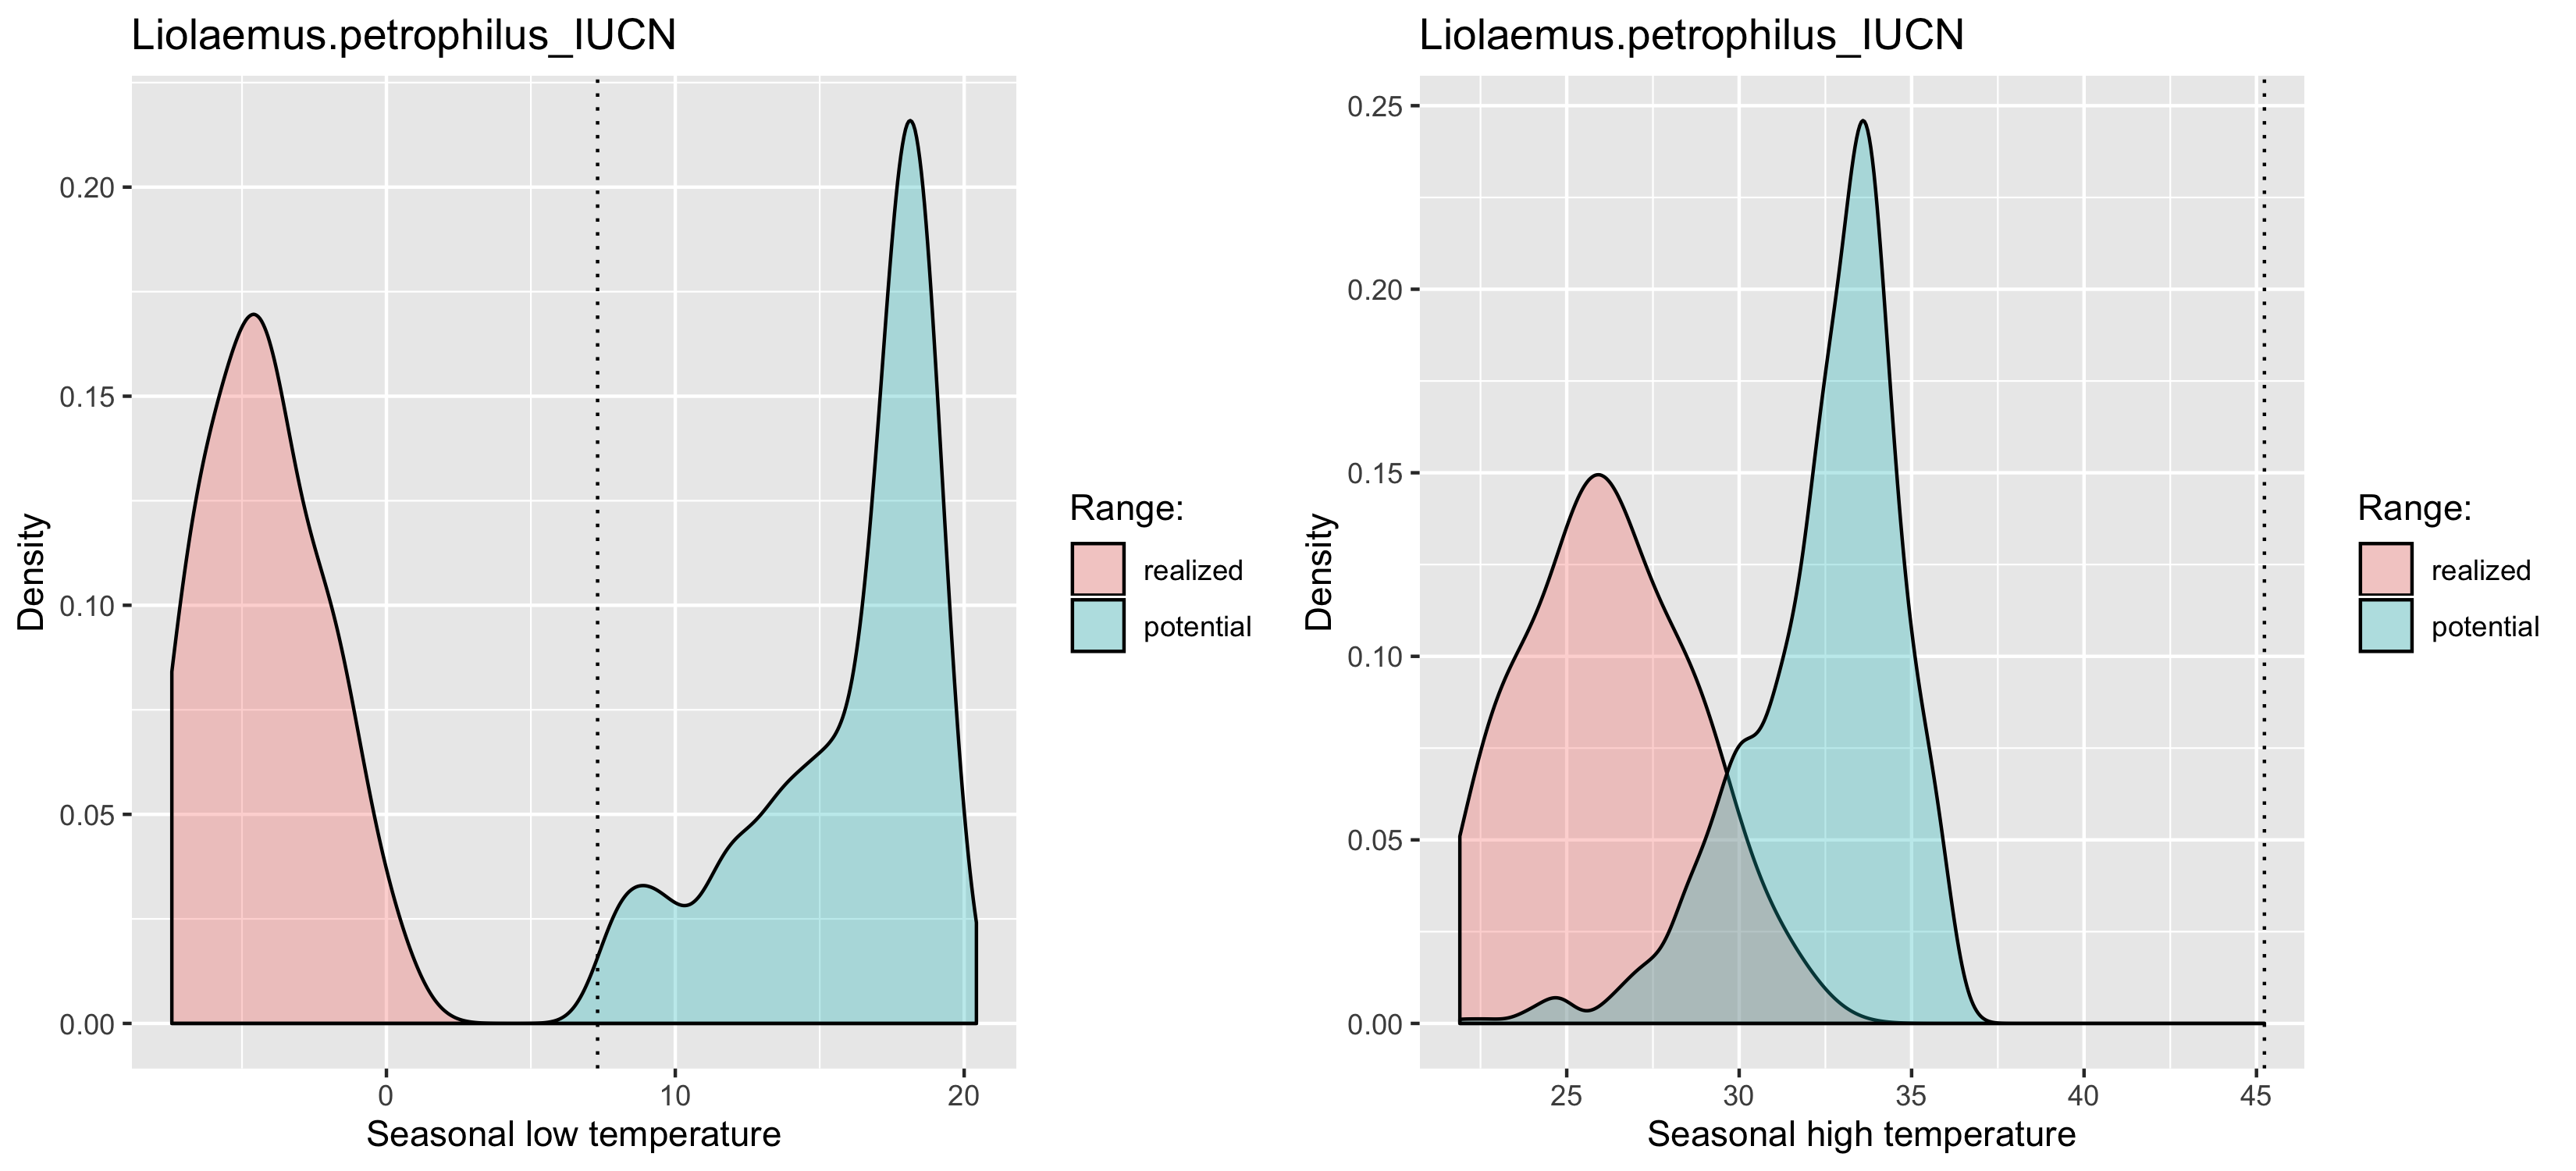 Liolaemus.petrophilus_IUCN
0.20
0.15
0.10
0.05
0.00
Density
0
10
20
Seasonal low temperature
Range:
realized
potential
Liolaemus.petrophilus_IUCN
0.25
0.20
0.15
0.10
0.05
0.00
Density
25
30
35
40
45
Seasonal high temperature
Range:
realized
potential